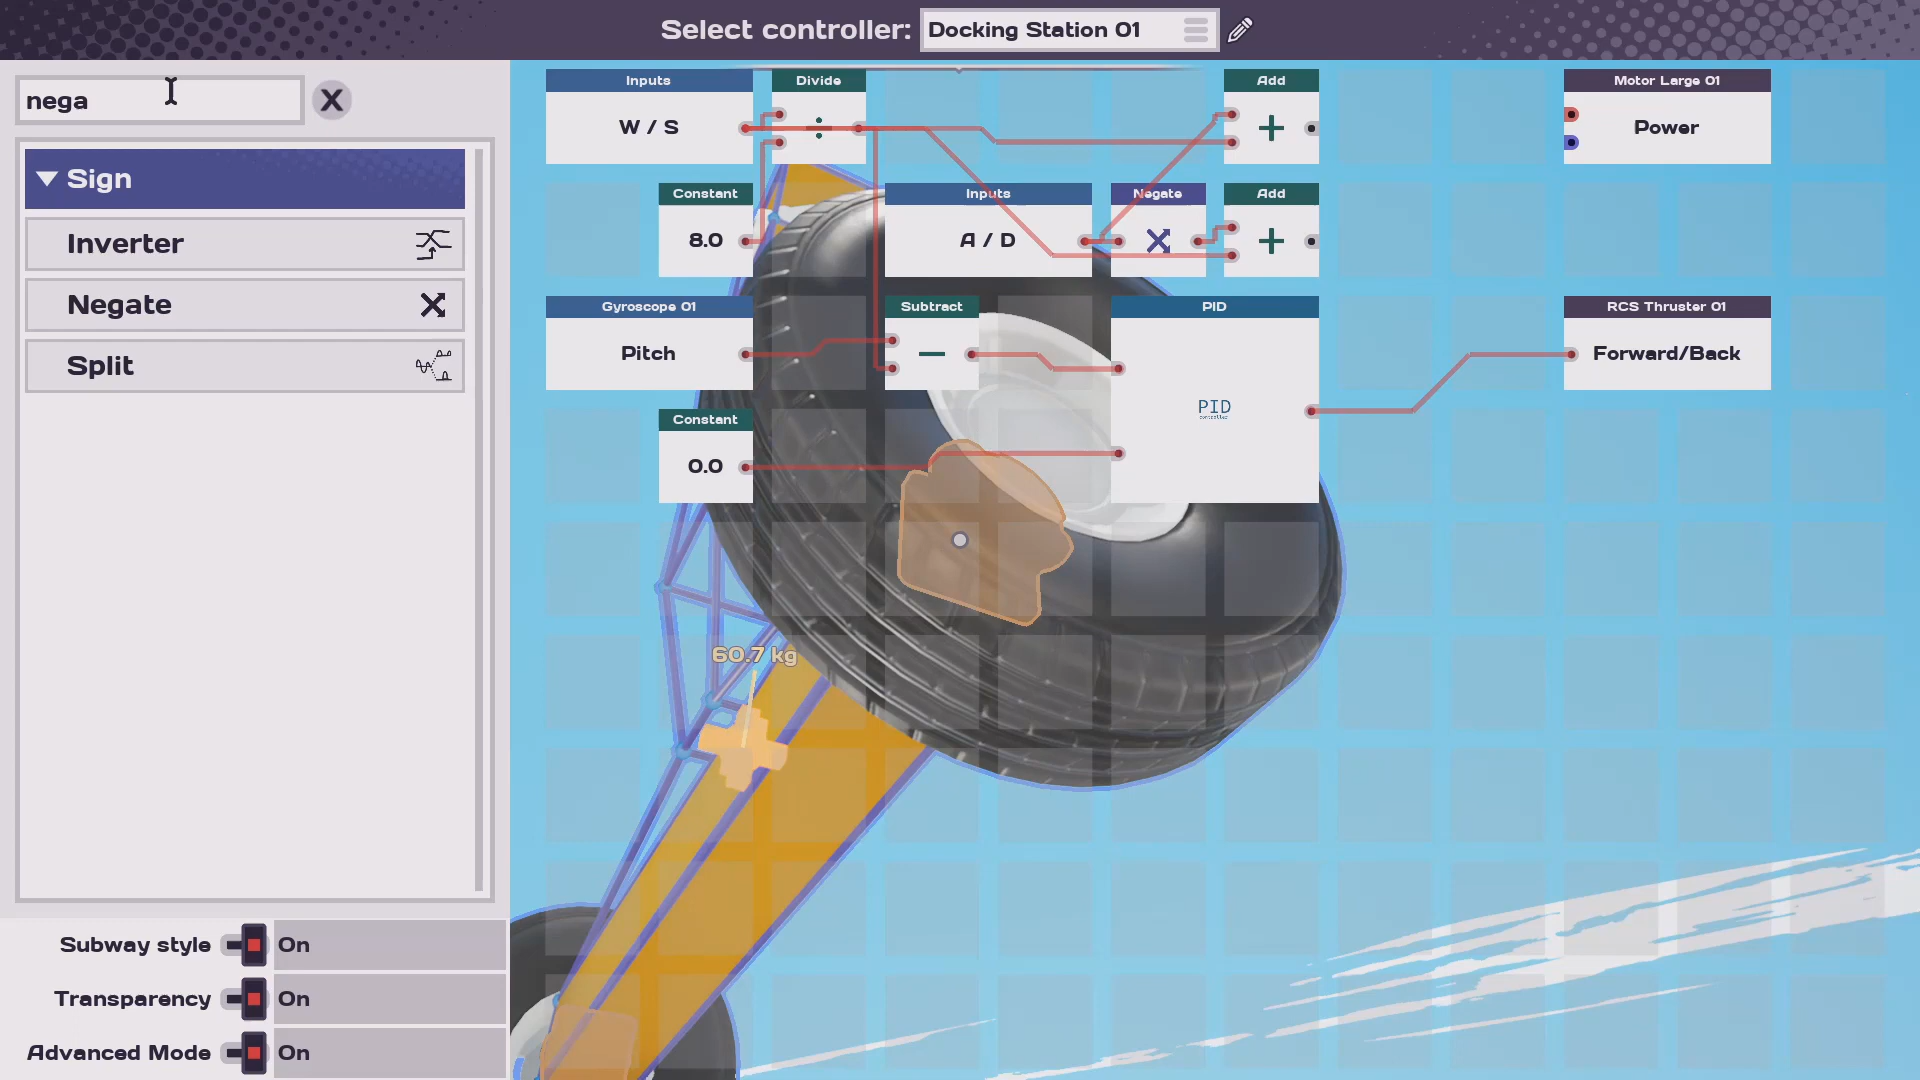 Select controller: Docking Station 01
nega
X
Sign
Inverter
Negate
Split
Subway style On
Transparency On
Advanced Mode On
Inputs
W / S
Divide
÷
Add
+
Motor Large 01
Power
Constant
8.0
Inputs
A / D
Negate
Add
+
Gyroscope 01
Pitch
Subtract
−
PID
PID
controller
RCS Thruster 01
Forward/Back
Constant
0.0
60.7 kg